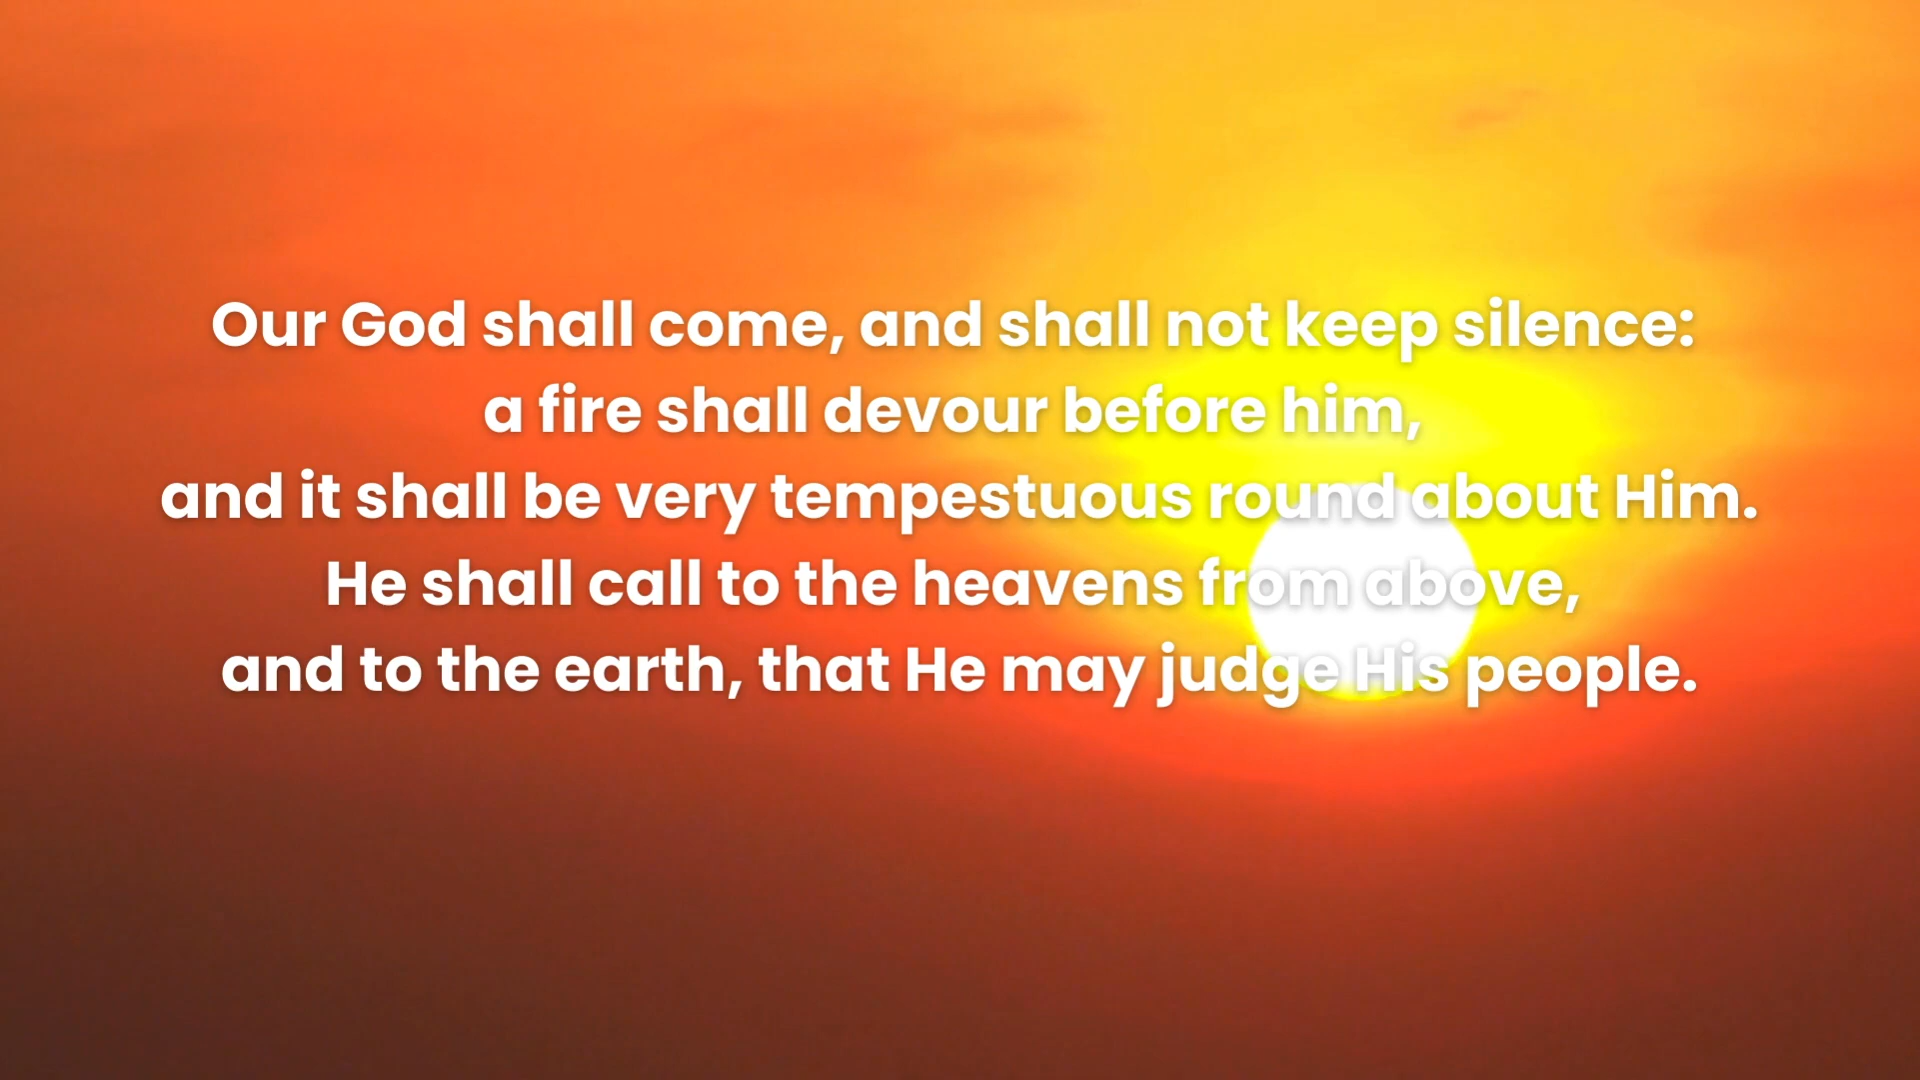 Our God shall come, and shall not keep silence:
a fire shall devour before him,
and it shall be very tempestuous round about Him.
He shall call to the heavens from above,
and to the earth, that He may judge His people.